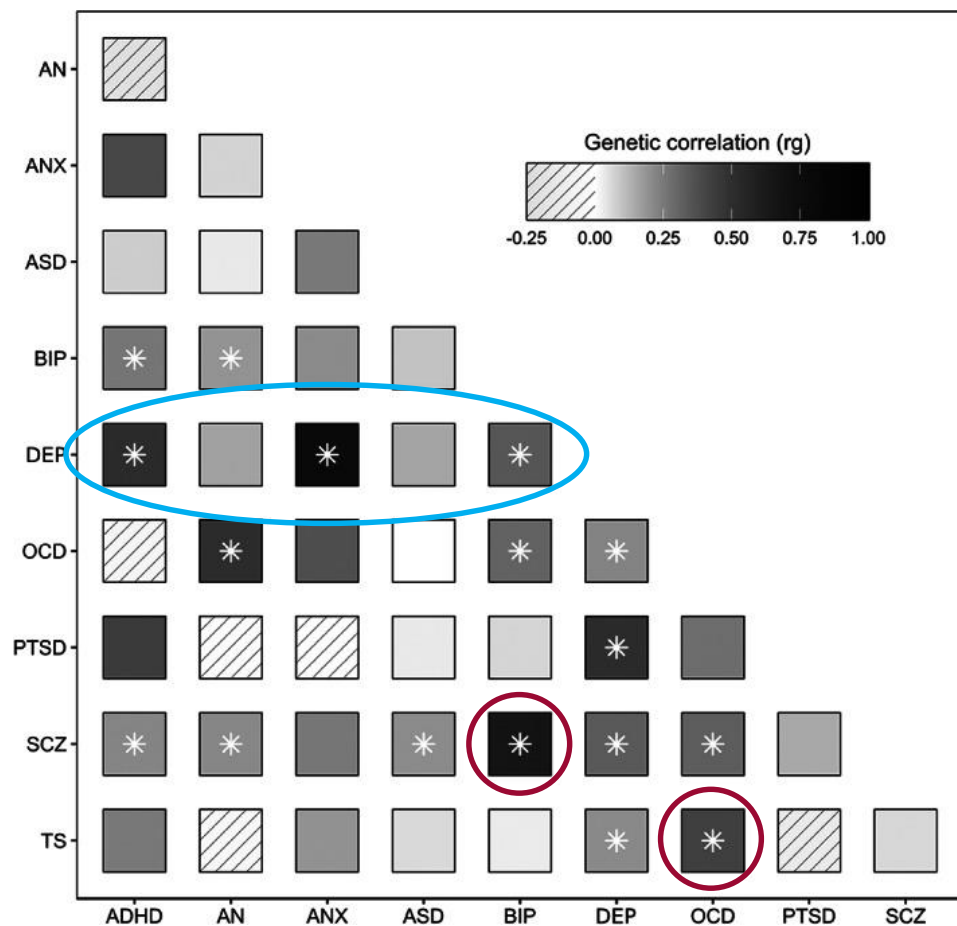 AN
ANX
Genetic correlation (rg)
-0.25 0.00 0.25 0.50 0.75 1.00
ASD
BIP
DEP
OCD
PTSD
SCZ
TS
ADHD AN ANX ASD BIP DEP OCD PTSD SCZ